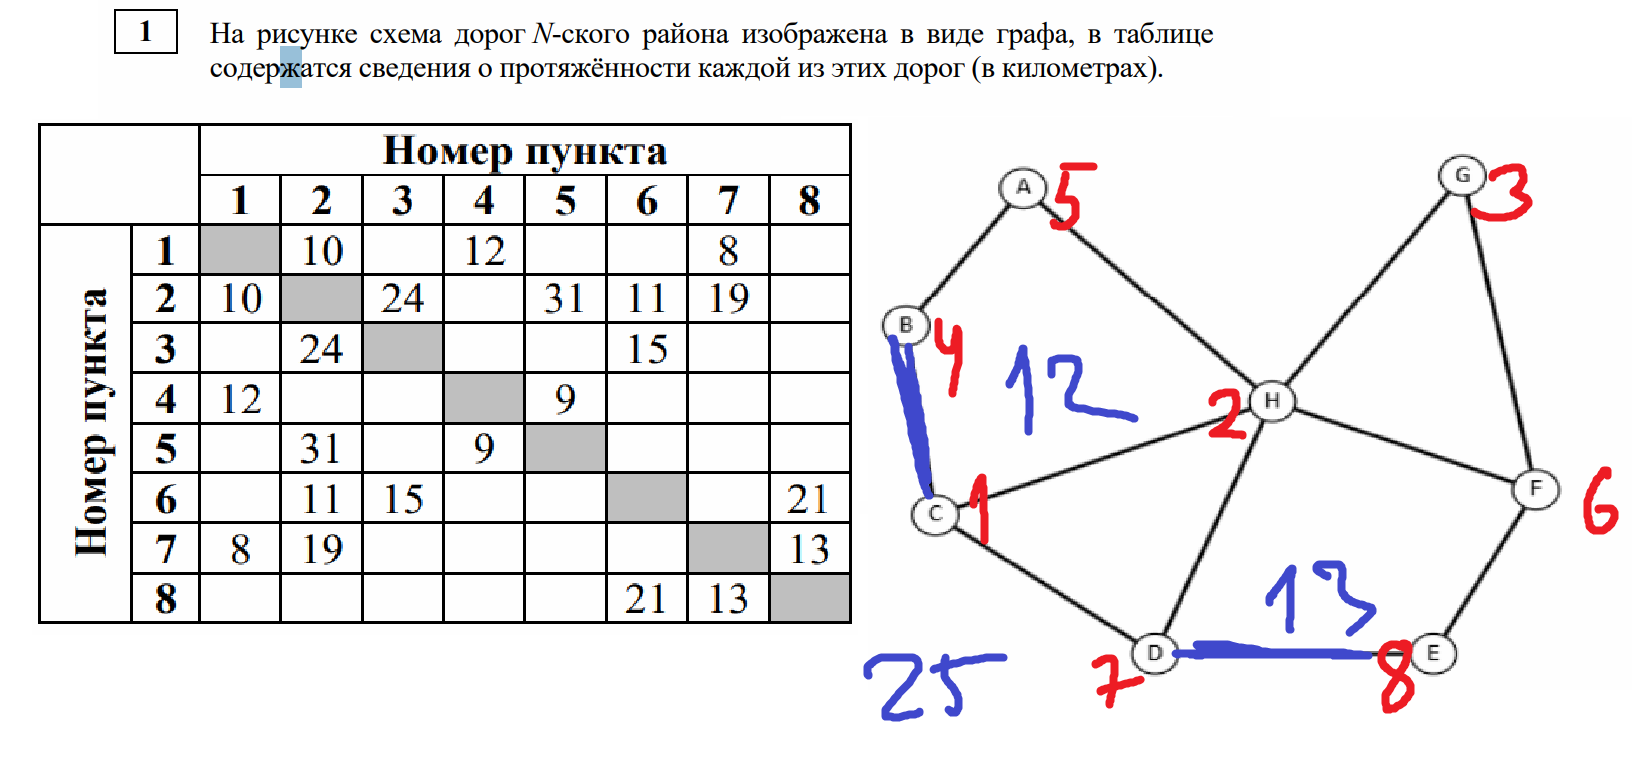 1
На рисунке схема дорог N-ского района изображена в виде графа, в таблице
содержатся сведения о протяжённости каждой из этих дорог (в километрах).
Номер пункта
1 2 3 4 5 6 7 8
Номер пункта
1 10 12 8
2 10 24 31 11 19
3 24 15
4 12 9
5 31 9
6 11 15 21
7 8 19 13
8 21 13
A 5
G 3
B 4
12
2 H
C 1
F 6
13
7 D
8 E
25